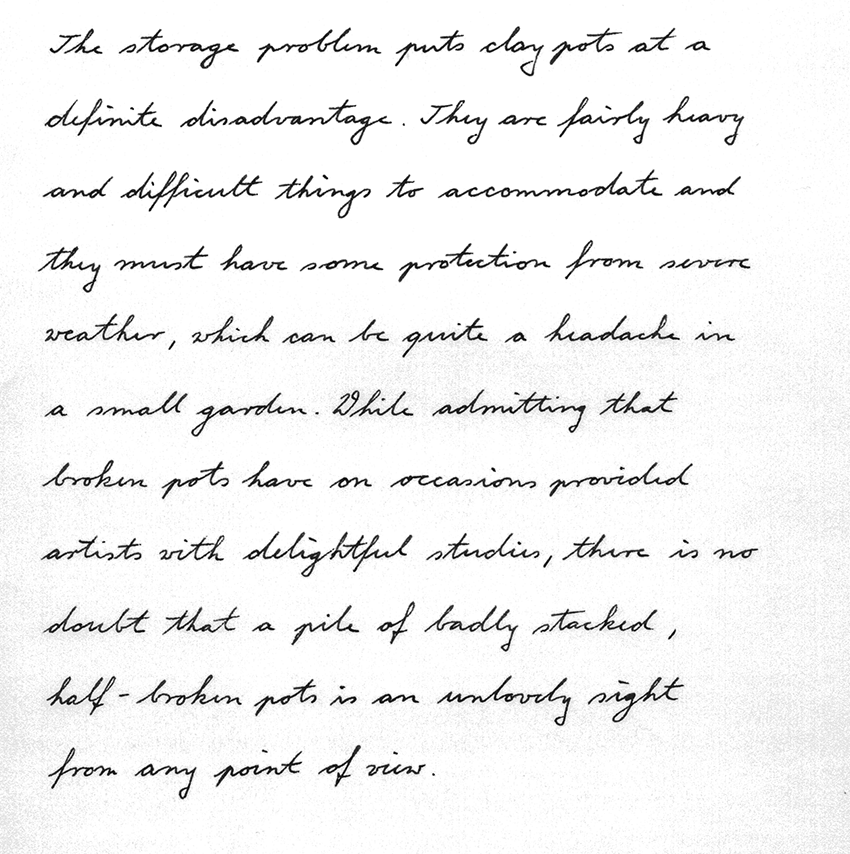 The storage problem puts clay pots at a
definite disadvantage. They are fairly heavy
and difficult things to accommodate and
they must have some protection from severe
weather, which can be quite a headache in
a small garden. While admitting that
broken pots have on occasions provided
artists with delightful studies, there is no
doubt that a pile of badly stacked,
half-broken pots is an unlovely sight
from any point of view.